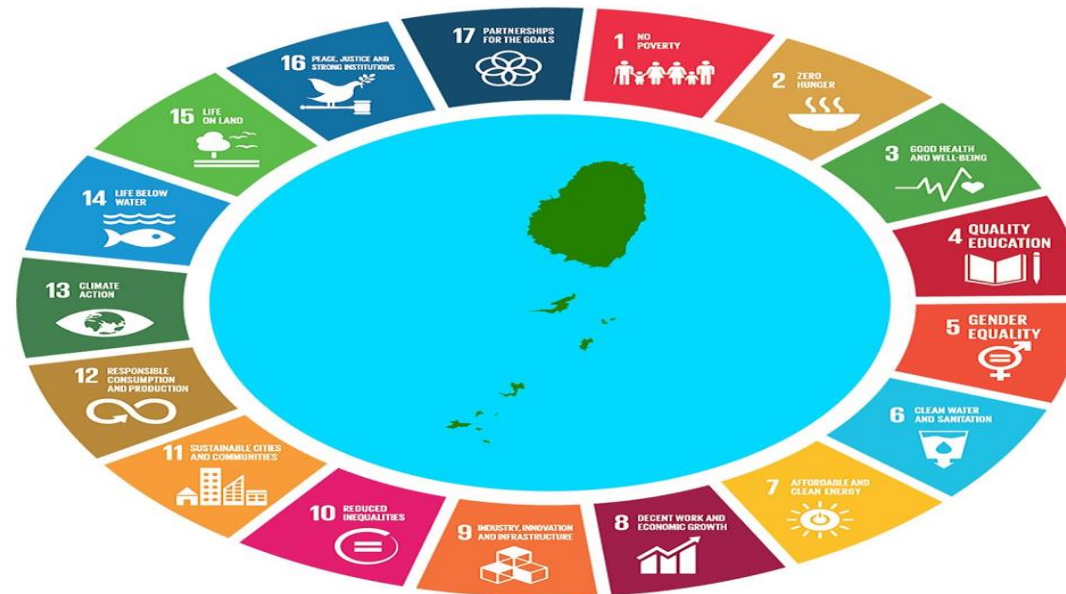 1 NO
POVERTY
2 ZERO
HUNGER
3 GOOD HEALTH
AND WELL-BEING
4 QUALITY
EDUCATION
5 GENDER
EQUALITY
6 CLEAN WATER
AND SANITATION
7 AFFORDABLE AND
CLEAN ENERGY
8 DECENT WORK AND
ECONOMIC GROWTH
9 INDUSTRY, INNOVATION
AND INFRASTRUCTURE
10 REDUCED
INEQUALITIES
11 SUSTAINABLE CITIES
AND COMMUNITIES
12 RESPONSIBLE
CONSUMPTION
AND PRODUCTION
13 CLIMATE
ACTION
14 LIFE BELOW
WATER
15 LIFE
ON LAND
16 PEACE, JUSTICE AND
STRONG INSTITUTIONS
17 PARTNERSHIPS
FOR THE GOALS